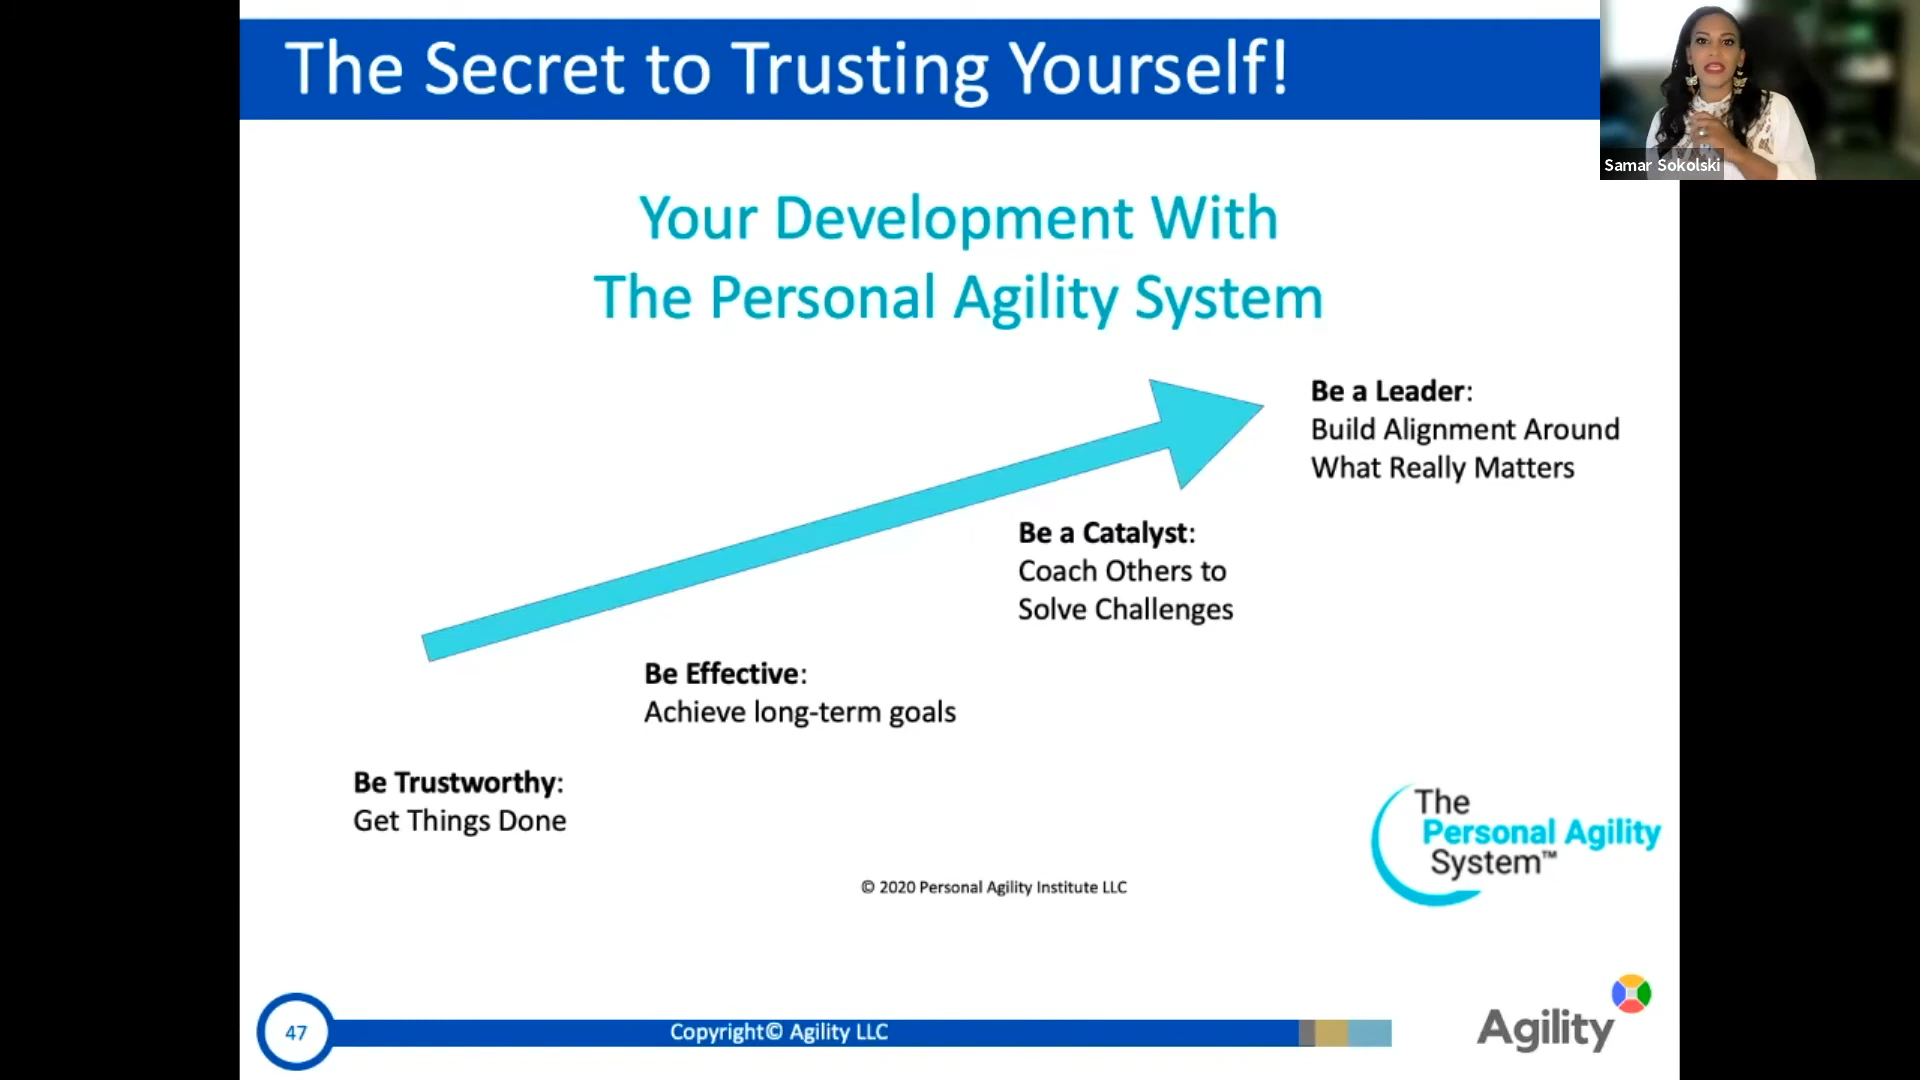 The Secret to Trusting Yourself!
Samar Sokolski
Your Development With
The Personal Agility System
Be a Leader:
Build Alignment Around
What Really Matters
Be a Catalyst:
Coach Others to
Solve Challenges
Be Effective:
Achieve long-term goals
Be Trustworthy:
Get Things Done
The
Personal Agility
System™
© 2020 Personal Agility Institute LLC
47
Copyright© Agility LLC
Agility